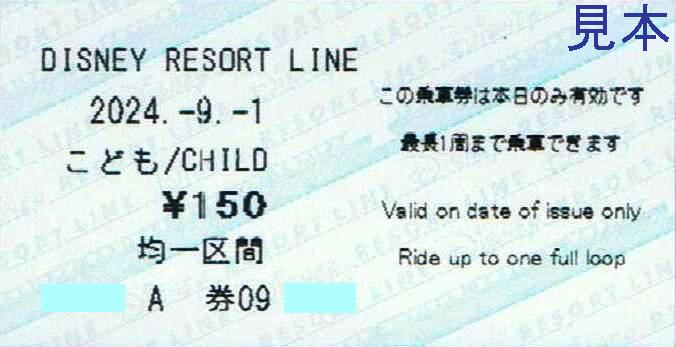 見本
DISNEY RESORT LINE
2024.-9.-1
こども/CHILD
¥150
均一区間
A 券09
この乗車券は本日のみ有効です
最長1周まで乗車できます
Valid on date of issue only
Ride up to one full loop